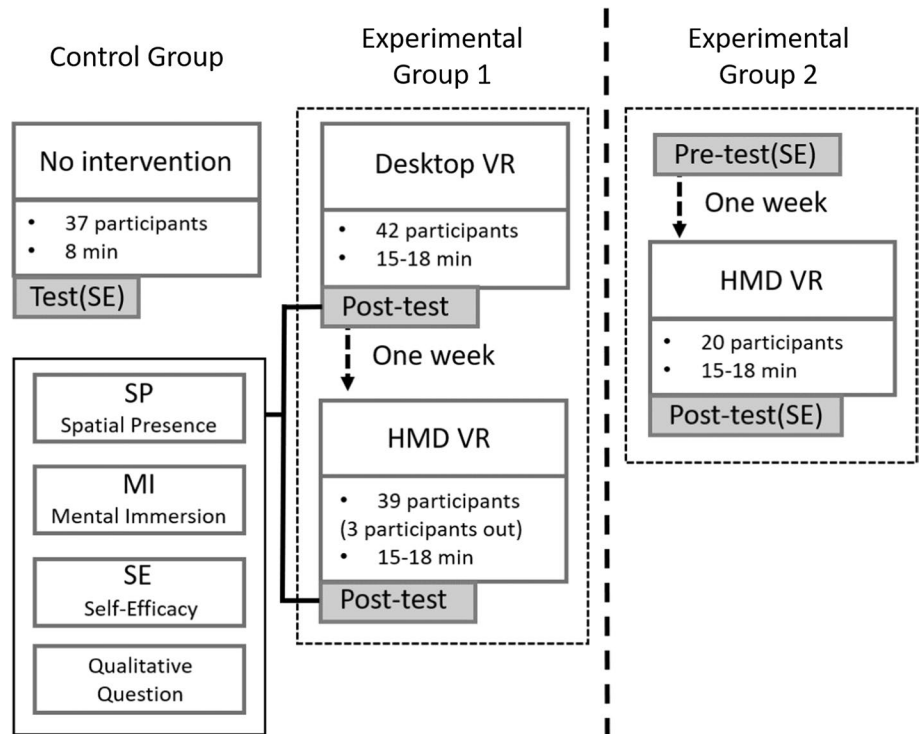 Control Group
No intervention
• 37 participants
• 8 min
Test(SE)
SP
Spatial Presence
MI
Mental Immersion
SE
Self-Efficacy
Qualitative
Question
Experimental
Group 1
Desktop VR
• 42 participants
• 15-18 min
Post-test
One week
HMD VR
• 39 participants
(3 participants out)
• 15-18 min
Post-test
Experimental
Group 2
Pre-test(SE)
One week
HMD VR
• 20 participants
• 15-18 min
Post-test(SE)